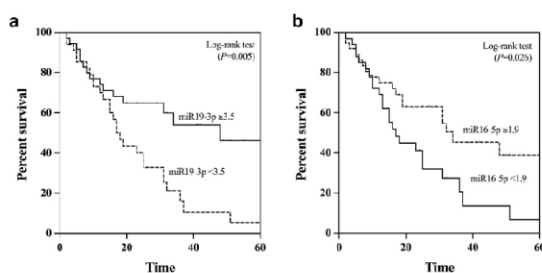 a
Log-rank test
(P=0.005)
miR19-3p ≥3.5
miR19-3p <3.5
Percent survival
100
80
60
40
20
0
0
20
40
60
Time
b
Log-rank test
(P=0.026)
miR16 5p ≥1.9
miR16 5p <1.9
Percent survival
100
80
60
40
20
0
0
20
40
60
Time